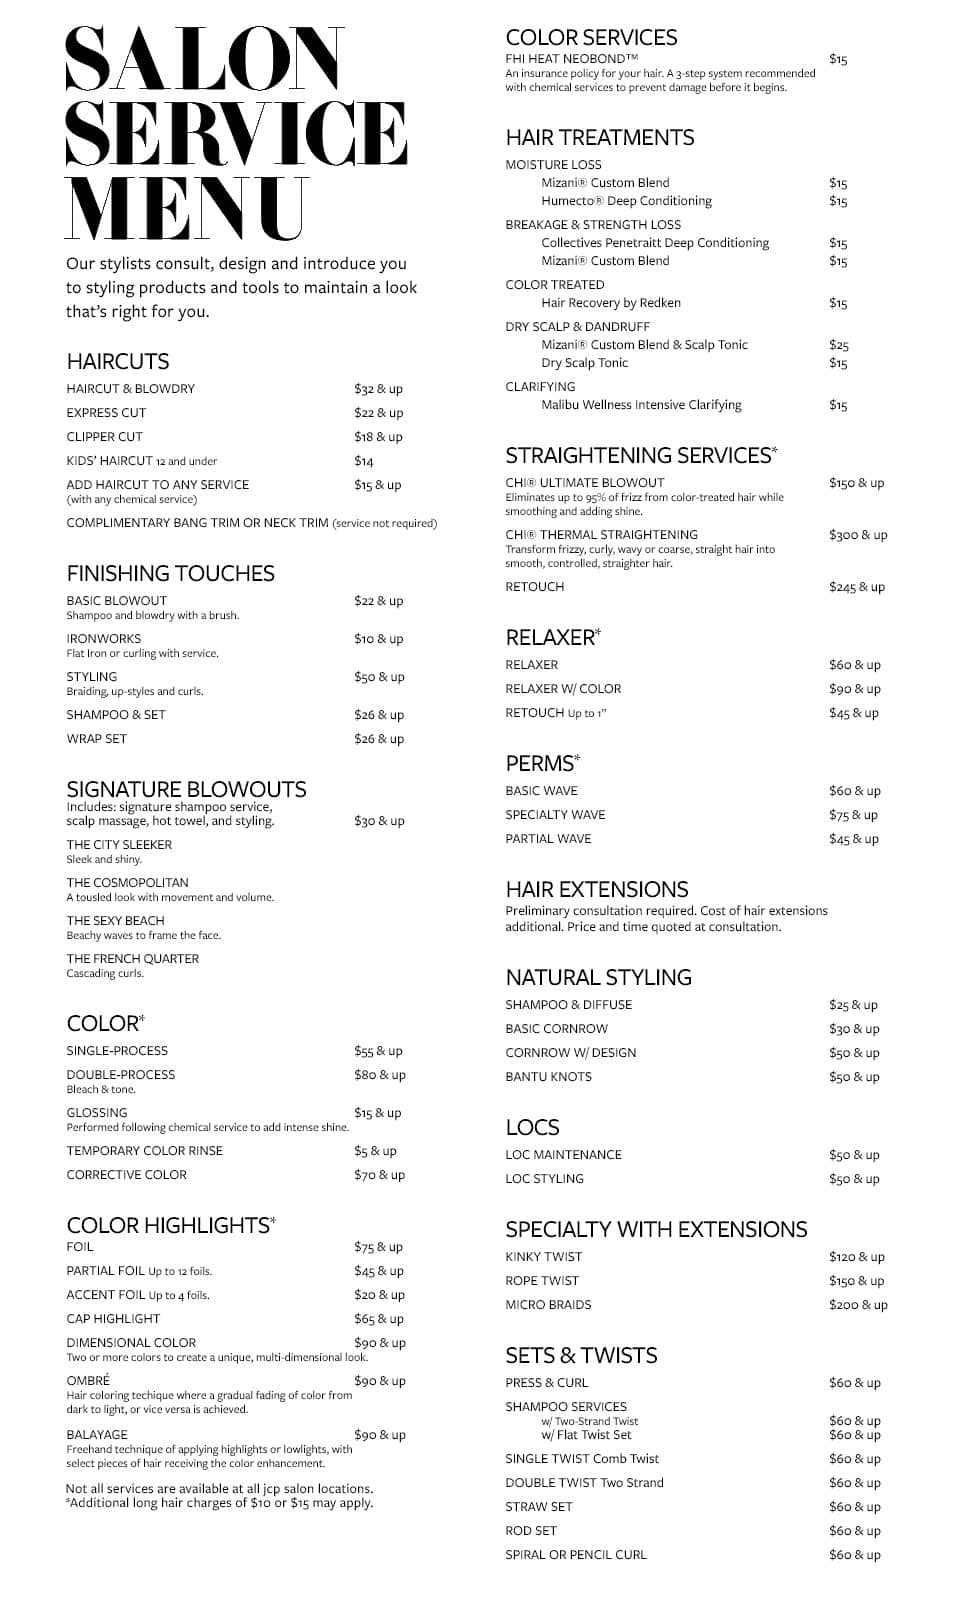 SALON
SERVICE
MENU
Our stylists consult, design and introduce you
to styling products and tools to maintain a look
that's right for you.
HAIRCUTS
HAIRCUT & BLOWDRY $32 & up
EXPRESS CUT $22 & up
CLIPPER CUT $18 & up
KIDS' HAIRCUT 12 and under $14
ADD HAIRCUT TO ANY SERVICE $15 & up
(with any chemical service)
COMPLIMENTARY BANG TRIM OR NECK TRIM (service not required)
FINISHING TOUCHES
BASIC BLOWOUT $22 & up
Shampoo and blowdry with a brush.
IRONWORKS $10 & up
Flat Iron or curling with service.
STYLING $50 & up
Braiding, up-styles and curls.
SHAMPOO & SET $26 & up
WRAP SET $26 & up
SIGNATURE BLOWOUTS
Includes: signature shampoo service,
scalp massage, hot towel, and styling. $30 & up
THE CITY SLEEKER
Sleek and shiny.
THE COSMOPOLITAN
A tousled look with movement and volume.
THE SEXY BEACH
Beachy waves to frame the face.
THE FRENCH QUARTER
Cascading curls.
COLOR*
SINGLE-PROCESS $55 & up
DOUBLE-PROCESS $80 & up
Bleach & tone.
GLOSSING $15 & up
Performed following chemical service to add intense shine.
TEMPORARY COLOR RINSE $5 & up
CORRECTIVE COLOR $70 & up
COLOR HIGHLIGHTS*
FOIL $75 & up
PARTIAL FOIL Up to 12 foils. $45 & up
ACCENT FOIL Up to 4 foils. $20 & up
CAP HIGHLIGHT $65 & up
DIMENSIONAL COLOR $90 & up
Two or more colors to create a unique, multi-dimensional look.
OMBRÉ $90 & up
Hair coloring techique where a gradual fading of color from
dark to light, or vice versa is achieved.
BALAYAGE $90 & up
Freehand technique of applying highlights or lowlights, with
select pieces of hair receiving the color enhancement.
Not all services are available at all jcp salon locations.
*Additional long hair charges of $10 or $15 may apply.
COLOR SERVICES
FHI HEAT NEOBOND™ $15
An insurance policy for your hair. A 3-step system recommended
with chemical services to prevent damage before it begins.
HAIR TREATMENTS
MOISTURE LOSS
Mizani® Custom Blend $15
Humecto® Deep Conditioning $15
BREAKAGE & STRENGTH LOSS
Collectives Penetraitt Deep Conditioning $15
Mizani® Custom Blend $15
COLOR TREATED
Hair Recovery by Redken $15
DRY SCALP & DANDRUFF
Mizani® Custom Blend & Scalp Tonic $25
Dry Scalp Tonic $15
CLARIFYING
Malibu Wellness Intensive Clarifying $15
STRAIGHTENING SERVICES*
CHI® ULTIMATE BLOWOUT $150 & up
Eliminates up to 95% of frizz from color-treated hair while
smoothing and adding shine.
CHI® THERMAL STRAIGHTENING $300 & up
Transform frizzy, curly, wavy or coarse, straight hair into
smooth, controlled, straighter hair.
RETOUCH $245 & up
RELAXER*
RELAXER $60 & up
RELAXER W/ COLOR $90 & up
RETOUCH Up to 1” $45 & up
PERMS*
BASIC WAVE $60 & up
SPECIALTY WAVE $75 & up
PARTIAL WAVE $45 & up
HAIR EXTENSIONS
Preliminary consultation required. Cost of hair extensions
additional. Price and time quoted at consultation.
NATURAL STYLING
SHAMPOO & DIFFUSE $25 & up
BASIC CORNROW $30 & up
CORNROW W/ DESIGN $50 & up
BANTU KNOTS $50 & up
LOCS
LOC MAINTENANCE $50 & up
LOC STYLING $50 & up
SPECIALTY WITH EXTENSIONS
KINKY TWIST $120 & up
ROPE TWIST $150 & up
MICRO BRAIDS $200 & up
SETS & TWISTS
PRESS & CURL $60 & up
SHAMPOO SERVICES
w/ Two-Strand Twist $60 & up
w/ Flat Twist Set $60 & up
SINGLE TWIST Comb Twist $60 & up
DOUBLE TWIST Two Strand $60 & up
STRAW SET $60 & up
ROD SET $60 & up
SPIRAL OR PENCIL CURL $60 & up